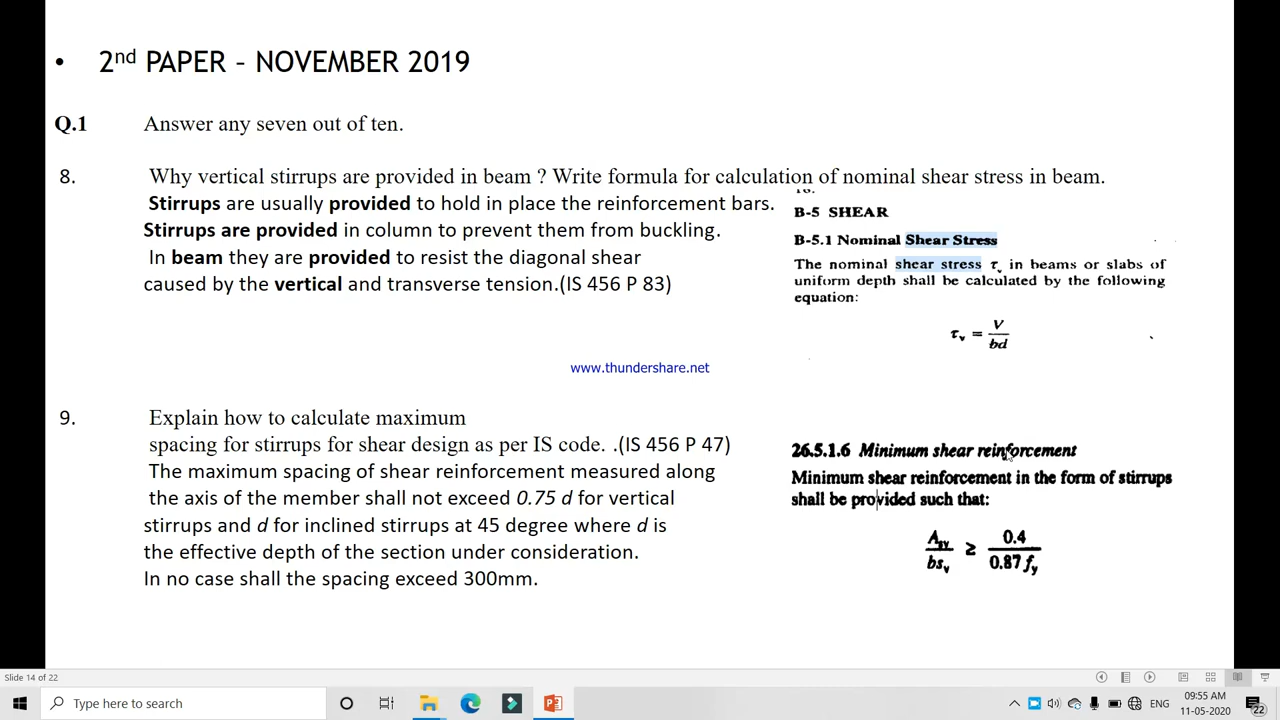 • 2nd PAPER – NOVEMBER 2019
Q.1 Answer any seven out of ten.
8. Why vertical stirrups are provided in beam ? Write formula for calculation of nominal shear stress in beam.
Stirrups are usually provided to hold in place the reinforcement bars.
Stirrups are provided in column to prevent them from buckling.
In beam they are provided to resist the diagonal shear
caused by the vertical and transverse tension.(IS 456 P 83)
B-5 SHEAR
B-5.1 Nominal Shear Stress
The nominal shear stress τv in beams or slabs of
uniform depth shall be calculated by the following
equation:
τv = V
bd
www.thundershare.net
9. Explain how to calculate maximum
spacing for stirrups for shear design as per IS code. .(IS 456 P 47)
The maximum spacing of shear reinforcement measured along
the axis of the member shall not exceed 0.75 d for vertical
stirrups and d for inclined stirrups at 45 degree where d is
the effective depth of the section under consideration.
In no case shall the spacing exceed 300mm.
26.5.1.6 Minimum shear reinforcement
Minimum shear reinforcement in the form of stirrups
shall be provided such that:
Asv ≥ 0.4
bsv 0.87 fy
Slide 14 of 22
Type here to search
ENG
09:55 AM
11-05-2020
22